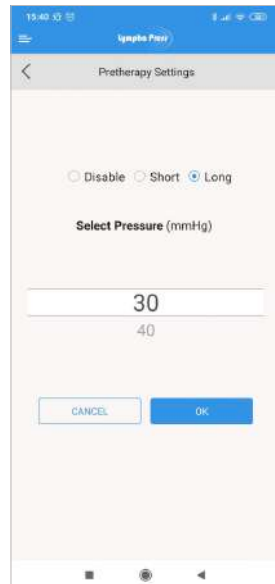 15:40
Lympha Press
Pretherapy Settings
Disable Short Long
Select Pressure (mmHg)
30
40
CANCEL OK